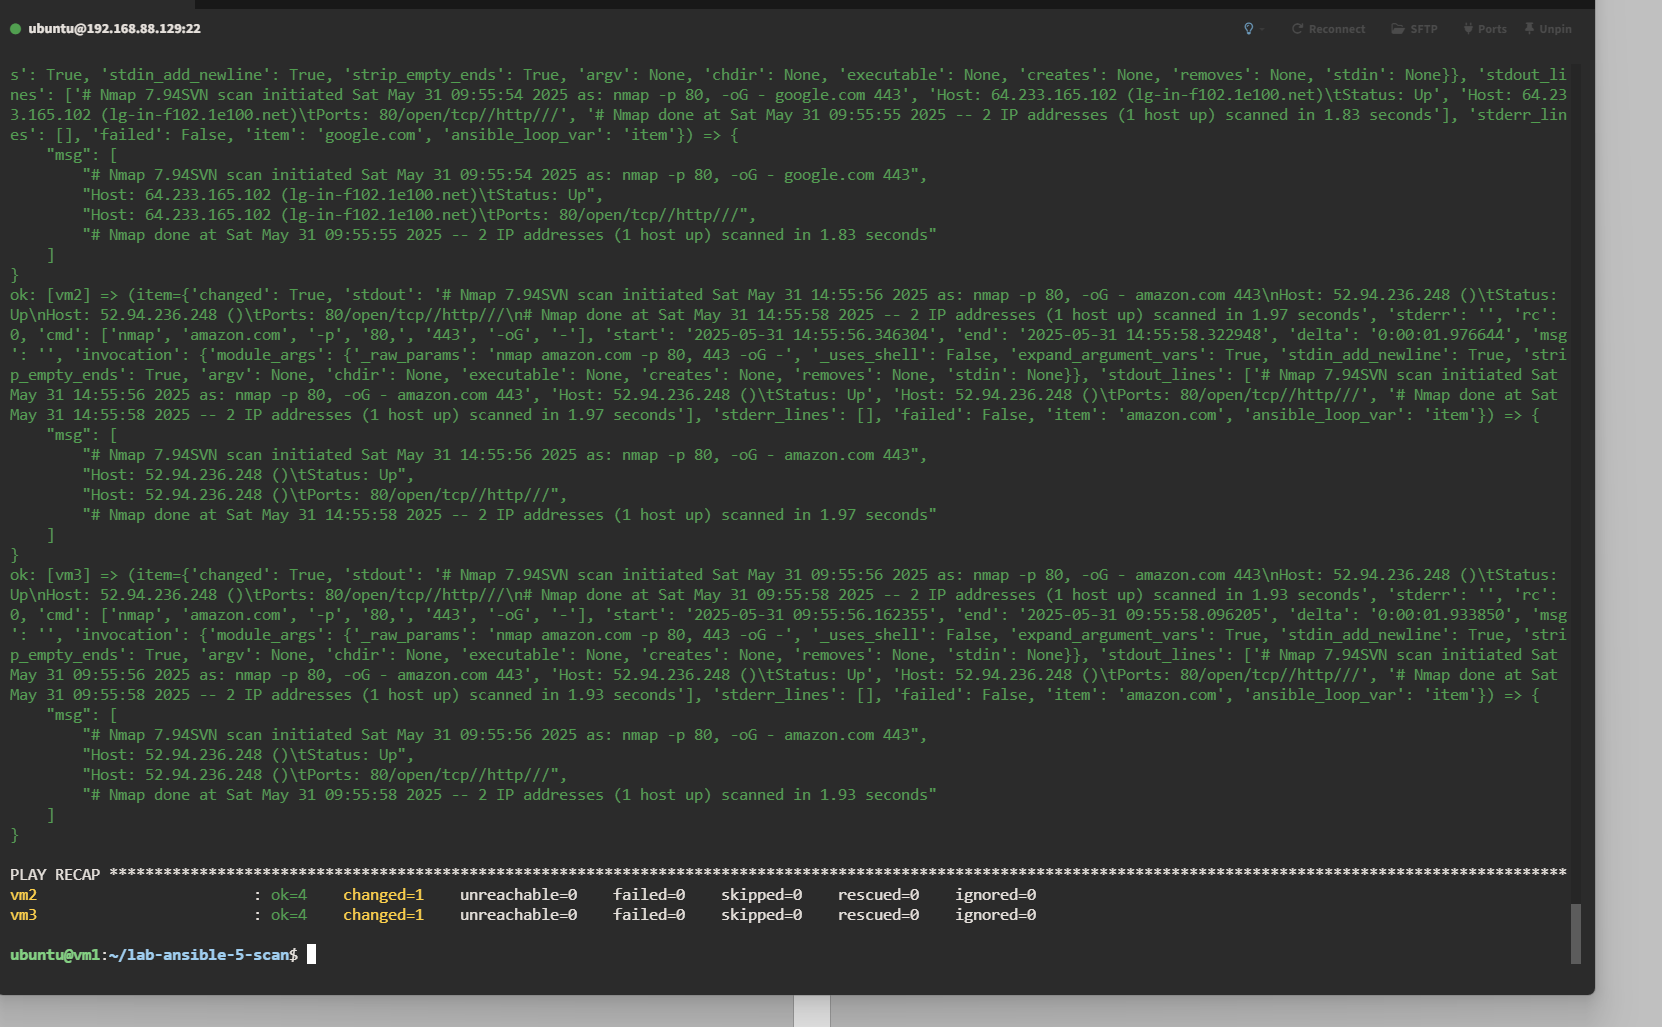 ubuntu@192.168.88.129:22
Reconnect SFTP Ports Unpin
s': True, 'stdin_add_newline': True, 'strip_empty_ends': True, 'argv': None, 'chdir': None, 'executable': None, 'creates': None, 'removes': None, 'stdin': None}}, 'stdout_li
nes': ['# Nmap 7.94SVN scan initiated Sat May 31 09:55:54 2025 as: nmap -p 80, -oG - google.com 443', 'Host: 64.233.165.102 (lg-in-f102.1e100.net)\tStatus: Up', 'Host: 64.23
3.165.102 (lg-in-f102.1e100.net)\tPorts: 80/open/tcp//http///', '# Nmap done at Sat May 31 09:55:55 2025 -- 2 IP addresses (1 host up) scanned in 1.83 seconds'], 'stderr_lin
es': [], 'failed': False, 'item': 'google.com', 'ansible_loop_var': 'item'}) => {
    "msg": [
        "# Nmap 7.94SVN scan initiated Sat May 31 09:55:54 2025 as: nmap -p 80, -oG - google.com 443",
        "Host: 64.233.165.102 (lg-in-f102.1e100.net)\tStatus: Up",
        "Host: 64.233.165.102 (lg-in-f102.1e100.net)\tPorts: 80/open/tcp//http///",
        "# Nmap done at Sat May 31 09:55:55 2025 -- 2 IP addresses (1 host up) scanned in 1.83 seconds"
    ]
}
ok: [vm2] => (item={'changed': True, 'stdout': '# Nmap 7.94SVN scan initiated Sat May 31 14:55:56 2025 as: nmap -p 80, -oG - amazon.com 443\nHost: 52.94.236.248 ()\tStatus: 
Up\nHost: 52.94.236.248 ()\tPorts: 80/open/tcp//http///\n# Nmap done at Sat May 31 14:55:58 2025 -- 2 IP addresses (1 host up) scanned in 1.97 seconds', 'stderr': '', 'rc': 
0, 'cmd': ['nmap', 'amazon.com', '-p', '80,', '443', '-oG', '-'], 'start': '2025-05-31 14:55:56.346304', 'end': '2025-05-31 14:55:58.322948', 'delta': '0:00:01.976644', 'msg
': '', 'invocation': {'module_args': {'_raw_params': 'nmap amazon.com -p 80, 443 -oG -', '_uses_shell': False, 'expand_argument_vars': True, 'stdin_add_newline': True, 'stri
p_empty_ends': True, 'argv': None, 'chdir': None, 'executable': None, 'creates': None, 'removes': None, 'stdin': None}}, 'stdout_lines': ['# Nmap 7.94SVN scan initiated Sat 
May 31 14:55:56 2025 as: nmap -p 80, -oG - amazon.com 443', 'Host: 52.94.236.248 ()\tStatus: Up', 'Host: 52.94.236.248 ()\tPorts: 80/open/tcp//http///', '# Nmap done at Sat 
May 31 14:55:58 2025 -- 2 IP addresses (1 host up) scanned in 1.97 seconds'], 'stderr_lines': [], 'failed': False, 'item': 'amazon.com', 'ansible_loop_var': 'item'}) => {
    "msg": [
        "# Nmap 7.94SVN scan initiated Sat May 31 14:55:56 2025 as: nmap -p 80, -oG - amazon.com 443",
        "Host: 52.94.236.248 ()\tStatus: Up",
        "Host: 52.94.236.248 ()\tPorts: 80/open/tcp//http///",
        "# Nmap done at Sat May 31 14:55:58 2025 -- 2 IP addresses (1 host up) scanned in 1.97 seconds"
    ]
}
ok: [vm3] => (item={'changed': True, 'stdout': '# Nmap 7.94SVN scan initiated Sat May 31 09:55:56 2025 as: nmap -p 80, -oG - amazon.com 443\nHost: 52.94.236.248 ()\tStatus: 
Up\nHost: 52.94.236.248 ()\tPorts: 80/open/tcp//http///\n# Nmap done at Sat May 31 09:55:58 2025 -- 2 IP addresses (1 host up) scanned in 1.93 seconds', 'stderr': '', 'rc': 
0, 'cmd': ['nmap', 'amazon.com', '-p', '80,', '443', '-oG', '-'], 'start': '2025-05-31 09:55:56.162355', 'end': '2025-05-31 09:55:58.096205', 'delta': '0:00:01.933850', 'msg
': '', 'invocation': {'module_args': {'_raw_params': 'nmap amazon.com -p 80, 443 -oG -', '_uses_shell': False, 'expand_argument_vars': True, 'stdin_add_newline': True, 'stri
p_empty_ends': True, 'argv': None, 'chdir': None, 'executable': None, 'creates': None, 'removes': None, 'stdin': None}}, 'stdout_lines': ['# Nmap 7.94SVN scan initiated Sat 
May 31 09:55:56 2025 as: nmap -p 80, -oG - amazon.com 443', 'Host: 52.94.236.248 ()\tStatus: Up', 'Host: 52.94.236.248 ()\tPorts: 80/open/tcp//http///', '# Nmap done at Sat 
May 31 09:55:58 2025 -- 2 IP addresses (1 host up) scanned in 1.93 seconds'], 'stderr_lines': [], 'failed': False, 'item': 'amazon.com', 'ansible_loop_var': 'item'}) => {
    "msg": [
        "# Nmap 7.94SVN scan initiated Sat May 31 09:55:56 2025 as: nmap -p 80, -oG - amazon.com 443",
        "Host: 52.94.236.248 ()\tStatus: Up",
        "Host: 52.94.236.248 ()\tPorts: 80/open/tcp//http///",
        "# Nmap done at Sat May 31 09:55:58 2025 -- 2 IP addresses (1 host up) scanned in 1.93 seconds"
    ]
}
PLAY RECAP ******************************************************************************************************************************************************************
vm2                        : ok=4    changed=1    unreachable=0    failed=0    skipped=0    rescued=0    ignored=0
vm3                        : ok=4    changed=1    unreachable=0    failed=0    skipped=0    rescued=0    ignored=0
ubuntu@vm1:~/lab-ansible-5-scan$